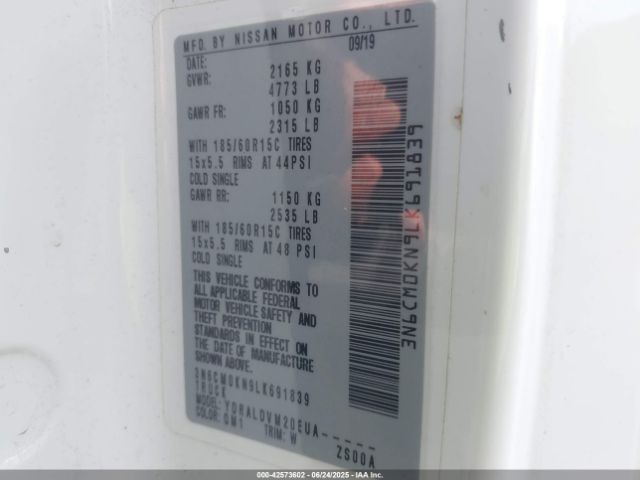 MFD. BY NISSAN MOTOR CO., LTD.
DATE: 09/19
GVWR: 2165 KG
4773 LB
GAWR FR: 1050 KG
2315 LB
WITH 185/60R15C TIRES
15x5.5 RIMS AT 44PSI
COLD SINGLE
GAWR RR: 1150 KG
2535 LB
WITH 185/60R15C TIRES
15x5.5 RIMS AT 48 PSI
COLD SINGLE
THIS VEHICLE CONFORMS TO
ALL APPLICABLE FEDERAL
MOTOR VEHICLE SAFETY AND
THEFT PREVENTION
STANDARDS IN EFFECT ON
THE DATE OF MANUFACTURE
SHOWN ABOVE.
3N6CM0KN9LK691839
TRUCK
MODEL: YDRALDVM20EUA-----
COLOR: QM1 TRIM: W ZS00A
3N6CM0KN9LK691839
000-42573602 - 06/24/2025 - IAA Inc.